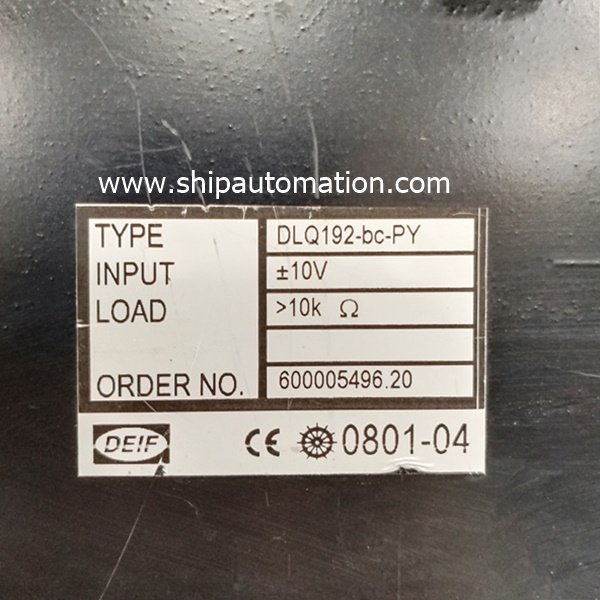 www.shipautomation.com
TYPE DLQ192-bc-PY
INPUT ±10V
LOAD >10k Ω
ORDER NO. 600005496.20
DEIF CE 0801-04